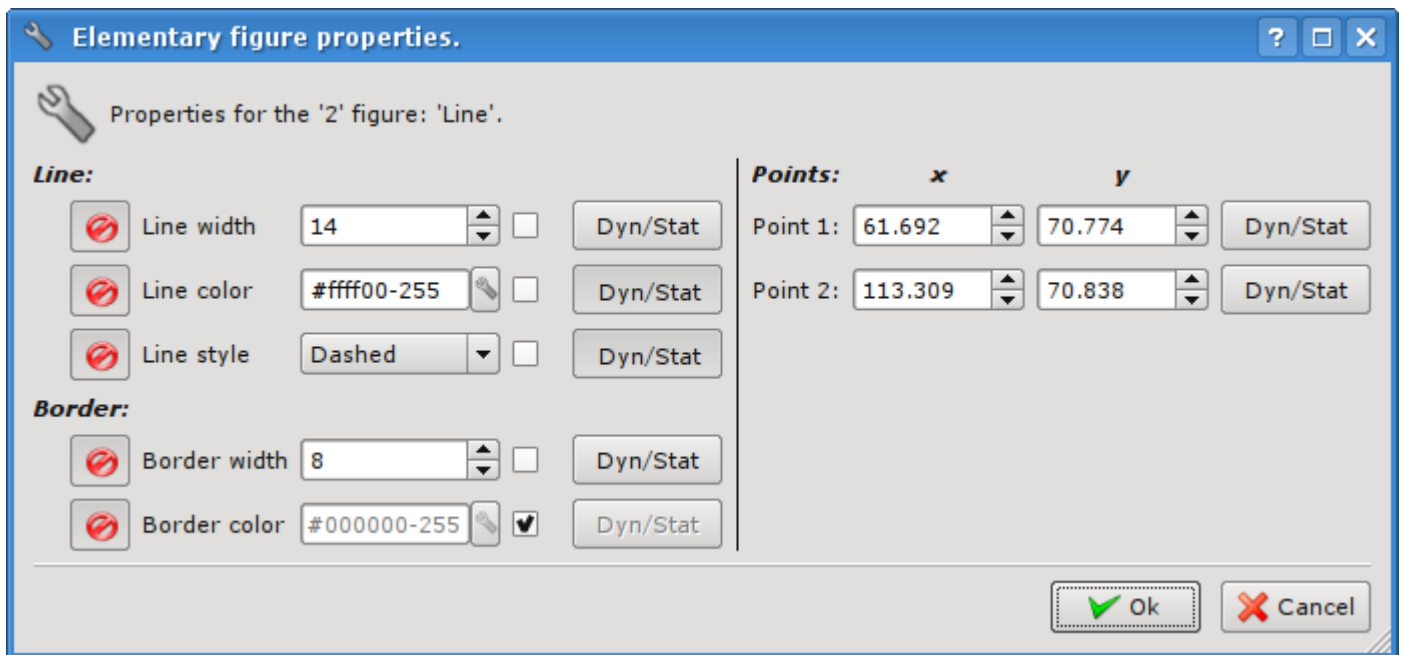 Elementary figure properties.
Properties for the '2' figure: 'Line'.
Line:
Line width 14 Dyn/Stat
Line color #ffff00-255 Dyn/Stat
Line style Dashed Dyn/Stat
Border:
Border width 8 Dyn/Stat
Border color #000000-255 Dyn/Stat
Points: x y
Point 1: 61.692 70.774 Dyn/Stat
Point 2: 113.309 70.838 Dyn/Stat
Ok Cancel